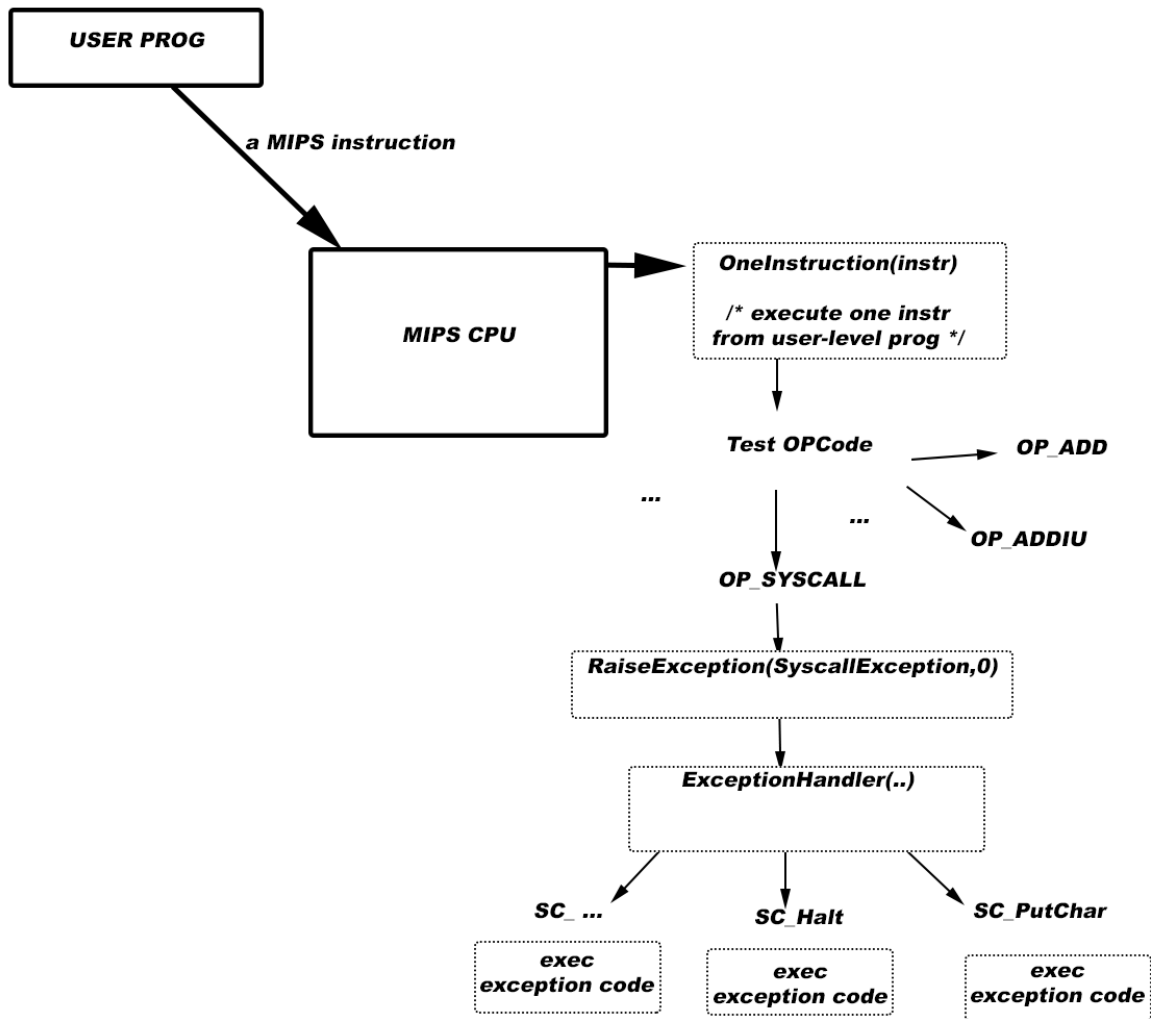 USER PROG
a MIPS instruction
MIPS CPU
OneInstruction(instr)
/* execute one instr
from user-level prog */
Test OPCode
OP_ADD
...
...
OP_ADDIU
OP_SYSCALL
RaiseException(SyscallException,0)
ExceptionHandler(..)
SC_ ...
SC_Halt
SC_PutChar
exec
exception code
exec
exception code
exec
exception code